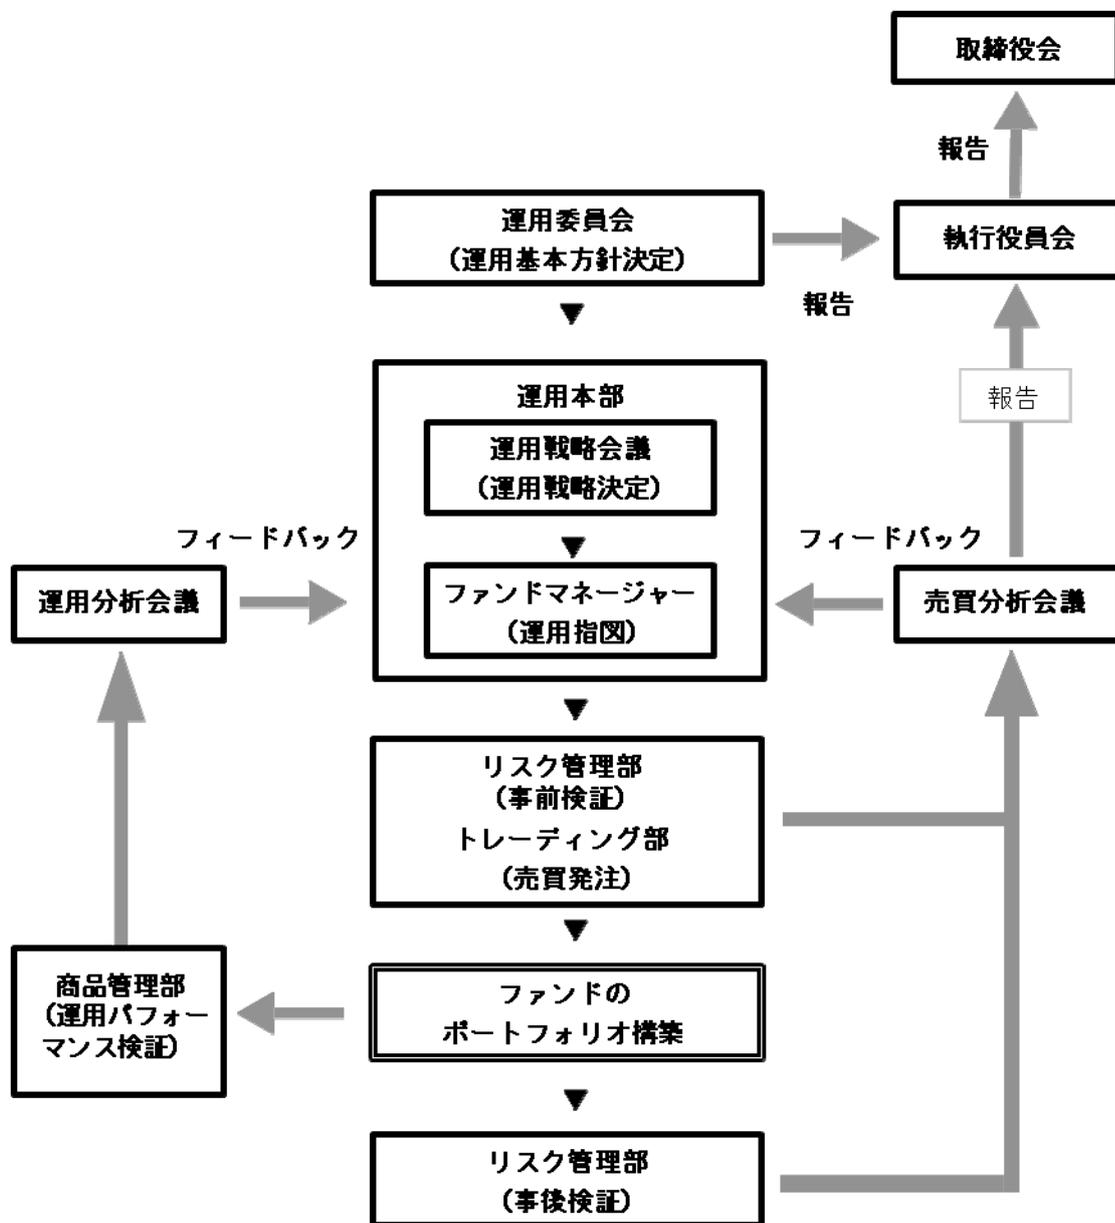 取締役会
報告
運用委員会
(運用基本方針決定)
執行役員会
報告
運用本部
報告
運用戦略会議
(運用戦略決定)
フィードバック
フィードバック
運用分析会議
ファンドマネージャー
(運用指図)
売買分析会議
リスク管理部
(事前検証)
トレーディング部
(売買発注)
商品管理部
(運用パフォー
マンス検証)
ファンドの
ポートフォリオ構築
リスク管理部
(事後検証)